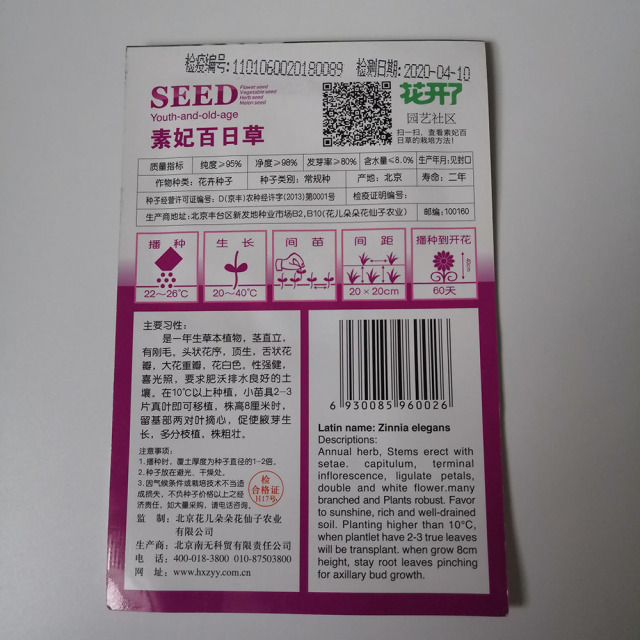 检疫编号:1101060020180089 检测日期:2020-04-10
SEED
Flower seed
Vegetable seed
Herb seed
Melon seed
Youth-and-old-age
素妃百日草
花开了
园艺社区
扫一扫,查看素妃百
日草的栽培方法!
质量指标 纯度≥95% 净度≥98% 发芽率≥80% 含水量≤8.0% 生产年月:见封口
作物种类:花卉种子 种子类别:常规种 产地:北京 寿命:二年
种子经营许可证编号:D(京丰)农种经许字(2013)第0001号 检疫证明编号:
生产商地址:北京丰台区新发地种业市场B2,B10(花儿朵朵花仙子农业) 邮编:100160
播种 生长 间苗 间距 播种到开花
40cm
22~26℃ 20~40℃ 20×20cm 60天
主要习性:
是一年生草本植物,茎直立,
有刚毛,头状花序,顶生,舌状花
瓣,大花重瓣,花白色,性强健,
喜光照,要求肥沃排水良好的土
壤。在10℃以上种植,小苗具2-3
片真叶即可移植,株高8厘米时,
留基部两对叶摘心,促使腋芽生
长,多分枝植,株粗壮。
注意事项:
1.播种时,覆土厚度为种子直径的1-2倍。
2.种子放在避光、干燥处。
3.因气候条件或栽培技术不当造
成损失,不负种子价格以上之经
济责任,如大量采购,请电话咨询。
检
合格证
H17号
监制:北京花儿朵朵花仙子农业
有限公司
生产商:北京南无科贸有限责任公司
电话:400-018-3800 010-87503800
网址:www.hxzyy.com.cn
6 930085 960026
Latin name: Zinnia elegans
Descriptions:
Annual herb, Stems erect with
setae. capitulum, terminal
inflorescence, ligulate petals,
double and white flower.many
branched and Plants robust. Favor
to sunshine, rich and well-drained
soil. Planting higher than 10℃,
when plantlet have 2-3 true leaves
will be transplant. when grow 8cm
height, stay root leaves pinching
for axillary bud growth.